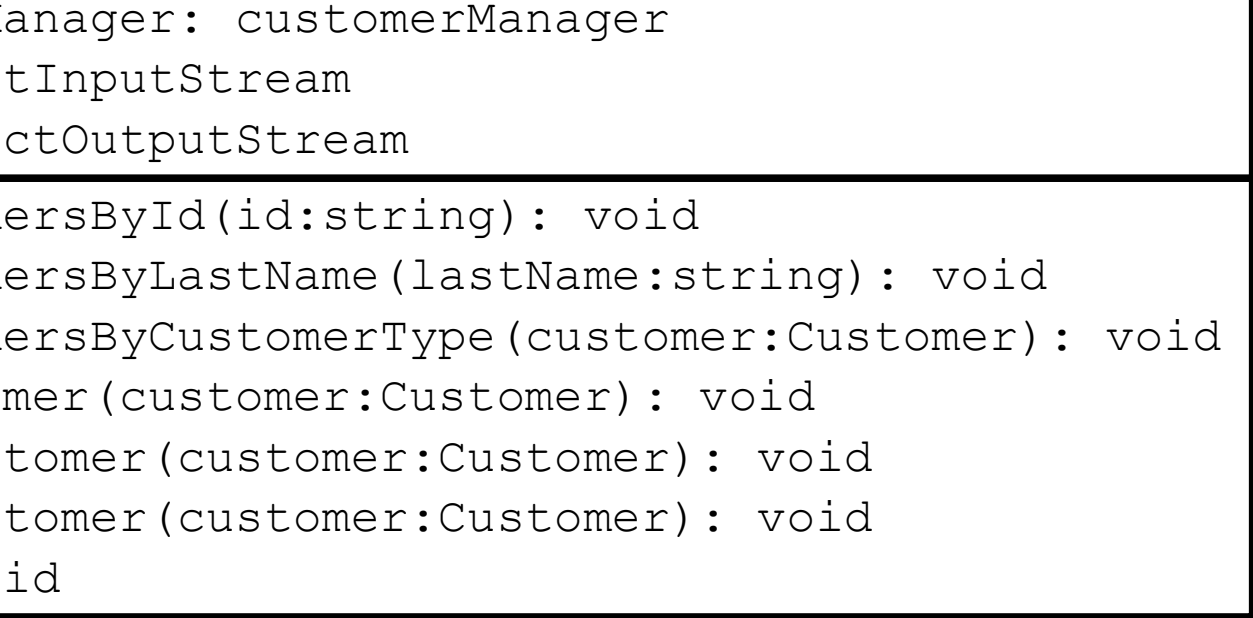 anager: customerManager
tInputStream
ctOutputStream
ersById(id:string): void
ersByLastName(lastName:string): void
ersByCustomerType(customer:Customer): void
mer(customer:Customer): void
tomer(customer:Customer): void
tomer(customer:Customer): void
id